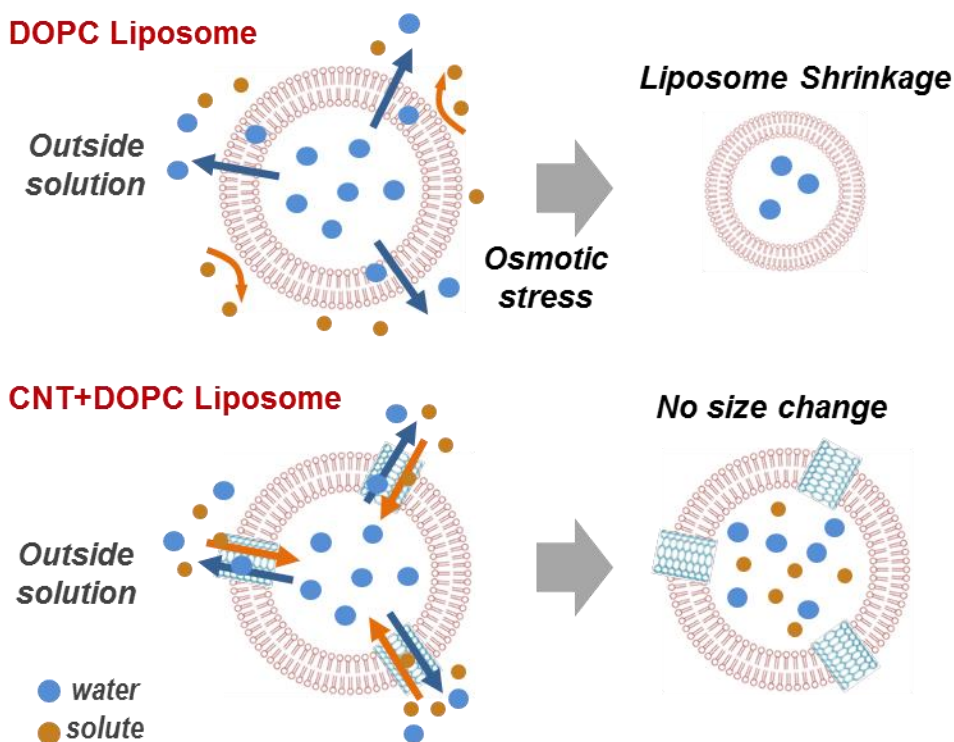 DOPC Liposome
Liposome Shrinkage
Outside
solution
Osmotic
stress
CNT+DOPC Liposome
No size change
Outside
solution
water
solute